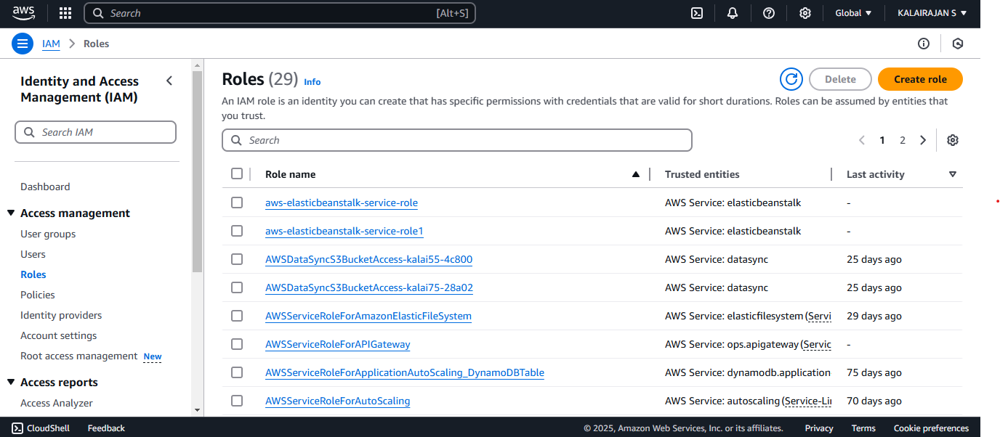 aws
Search [Alt+S]
Global KALAIRAJAN S
IAM Roles
Identity and Access
Management (IAM)
Search IAM
Dashboard
Access management
User groups
Users
Roles
Policies
Identity providers
Account settings
Root access management New
Access reports
Access Analyzer
Roles (29) Info
Delete Create role
An IAM role is an identity you can create that has specific permissions with credentials that are valid for short durations. Roles can be assumed by entities that
you trust.
Search
1 2
Role name Trusted entities Last activity
aws-elasticbeanstalk-service-role AWS Service: elasticbeanstalk -
aws-elasticbeanstalk-service-role1 AWS Service: elasticbeanstalk -
AWSDataSyncS3BucketAccess-kalai55-4c800 AWS Service: datasync 25 days ago
AWSDataSyncS3BucketAccess-kalai75-28a02 AWS Service: datasync 25 days ago
AWSServiceRoleForAmazonElasticFileSystem AWS Service: elasticfilesystem (Servi 29 days ago
AWSServiceRoleForAPIGateway AWS Service: ops.apigateway (Servic -
AWSServiceRoleForApplicationAutoScaling_DynamoDBTable AWS Service: dynamodb.application 75 days ago
AWSServiceRoleForAutoScaling AWS Service: autoscaling (Service-Li 70 days ago
CloudShell Feedback © 2025, Amazon Web Services, Inc. or its affiliates. Privacy Terms Cookie preferences